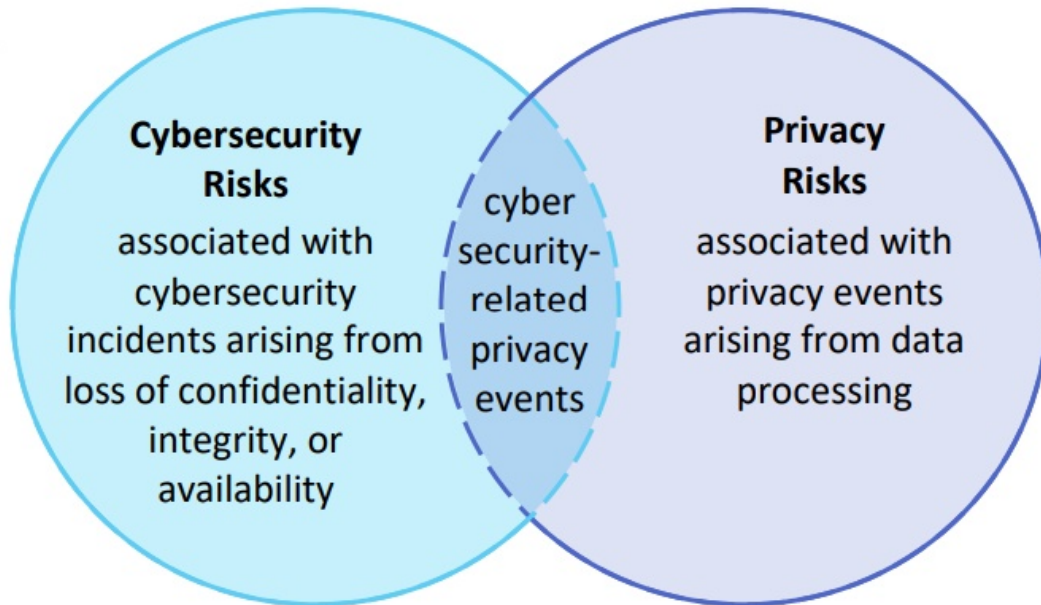 Cybersecurity
Risks
associated with
cybersecurity
incidents arising from
loss of confidentiality,
integrity, or
availability
cyber
security-
related
privacy
events
Privacy
Risks
associated with
privacy events
arising from data
processing